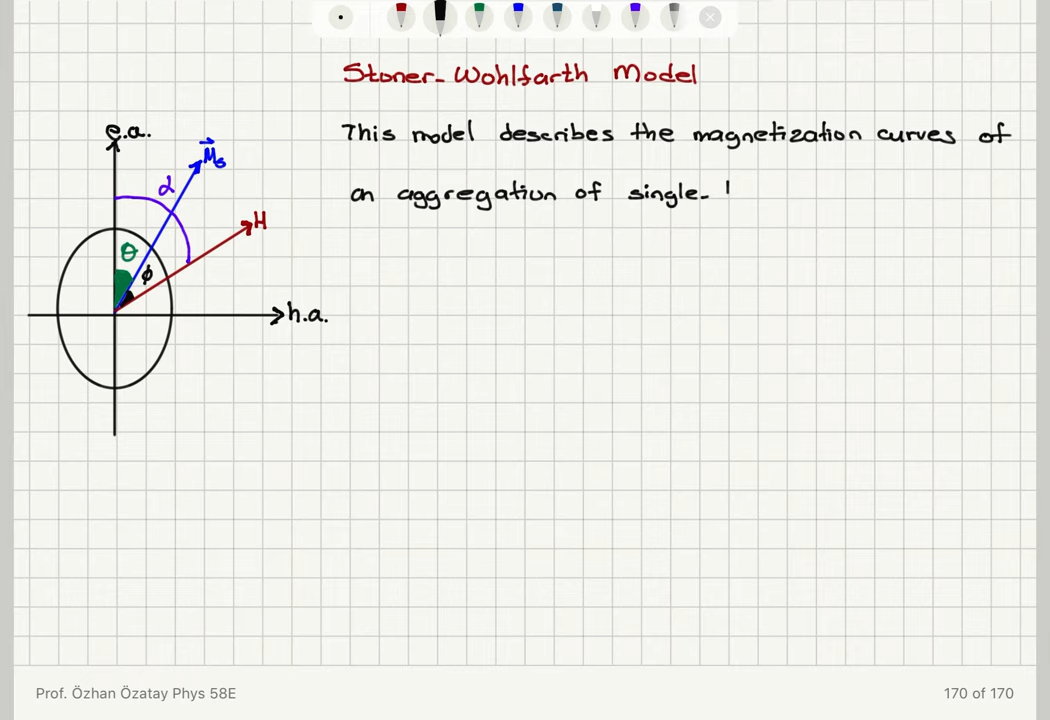 Stoner-Wohlfarth Model
e.a.
This model describes the magnetization curves of
M⃗s
α
an aggregation of single-
H
θ
ϕ
h.a.
Prof. Özhan Özatay Phys 58E
170 of 170